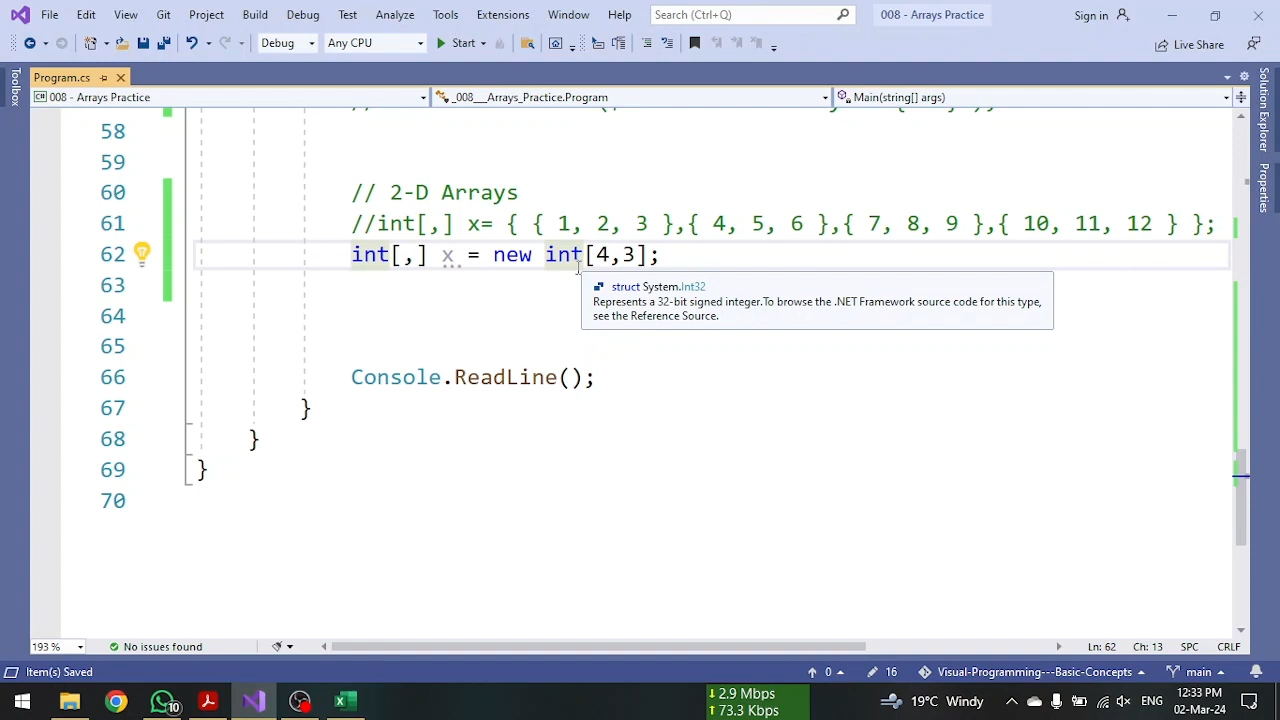 File Edit View Git Project Build Debug Test Analyze Tools Extensions Window Help Search (Ctrl+Q) 008 - Arrays Practice Sign in
Debug Any CPU Start Live Share
Program.cs
008 - Arrays Practice _008___Arrays_Practice.Program Main(string[] args)
Toolbox
Solution Explorer
Properties
58
59
60 // 2-D Arrays
61 //int[,] x= { { 1, 2, 3 },{ 4, 5, 6 },{ 7, 8, 9 },{ 10, 11, 12 } };
62 int[,] x = new int[4,3];
63
struct System.Int32
Represents a 32-bit signed integer.To browse the .NET Framework source code for this type,
see the Reference Source.
64
65
66 Console.ReadLine();
67 }
68 }
69 }
70
193 % No issues found Ln: 62 Ch: 13 SPC CRLF
Item(s) Saved 0 16 Visual-Programming---Basic-Concepts main
10 ↓ 2.9 Mbps ↑ 73.3 Kbps 19°C Windy ENG 12:33 PM 02-Mar-24